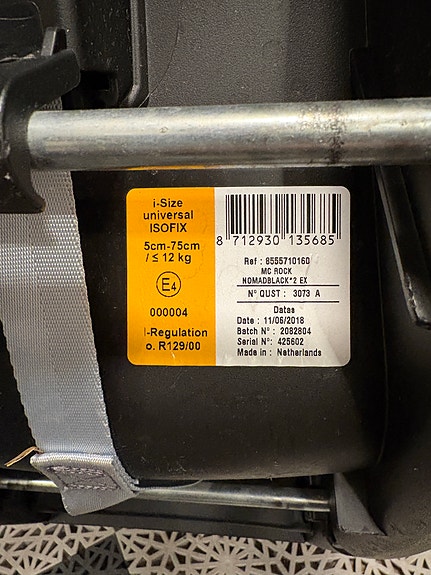 i-Size
universal
ISOFIX
5cm-75cm
/ ≤ 12 kg
E4
000004
I-Regulation
o. R129/00
8 712930 135685
Ref : 8555710160
MC ROCK
NOMADBLACK*2 EX
N° QUST : 3073 A
Datas
Date : 11/06/2018
Batch N° : 2082804
Serial N°: 425602
Made in : Netherlands